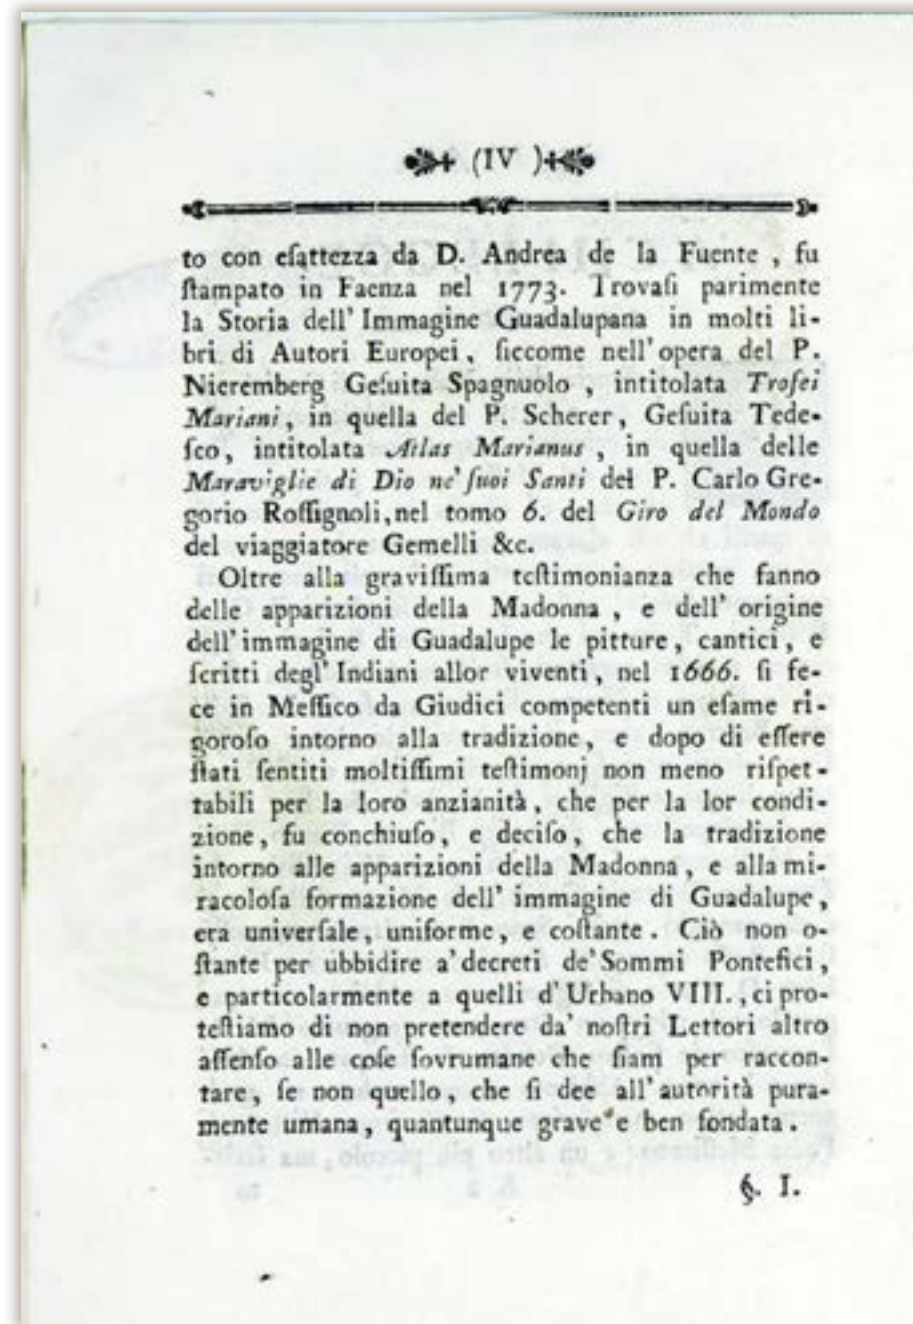 (IV)
to con eſattezza da D. Andrea de la Fuente , fu
ſtampato in Faenza nel 1773. Trovaſi parimente
la Storia dell' Immagine Guadalupana in molti li-
bri di Autori Europei , ſiccome nell'opera del P.
Nieremberg Geſuita Spagnuolo , intitolata Trofei
Mariani, in quella del P. Scherer, Geſuita Tede-
ſco, intitolata Atlas Marianus , in quella delle
Maraviglie di Dio ne' ſuoi Santi del P. Carlo Gre-
gorio Roſſignoli, nel tomo 6. del Giro del Mondo
del viaggiatore Gemelli &c.
Oltre alla graviſſima teſtimonianza che fanno
delle apparizioni della Madonna , e dell' origine
dell' immagine di Guadalupe le pitture, cantici, e
ſcritti degl' Indiani allor viventi, nel 1666. ſi fe-
ce in Meſſico da Giudici competenti un eſame ri-
goroſo intorno alla tradizione, e dopo di eſſere
ſtati ſentiti moltiſſimi teſtimonj non meno riſpet-
tabili per la loro anzianità, che per la lor condi-
zione, fu conchiuſo, e deciſo, che la tradizione
intorno alle apparizioni della Madonna, e alla mi-
racoloſa formazione dell' immagine di Guadalupe,
era univerſale, uniforme, e coſtante. Ciò non o-
ſtante per ubbidire a' decreti de' Sommi Pontefici,
e particolarmente a quelli d'Urbano VIII., ci pro-
teſtiamo di non pretendere da' noſtri Lettori altro
aſſenſo alle coſe ſovrumane che ſiam per raccon-
tare, ſe non quello, che ſi dee all' autorità pura-
mente umana, quantunque grave e ben fondata.
§. I.